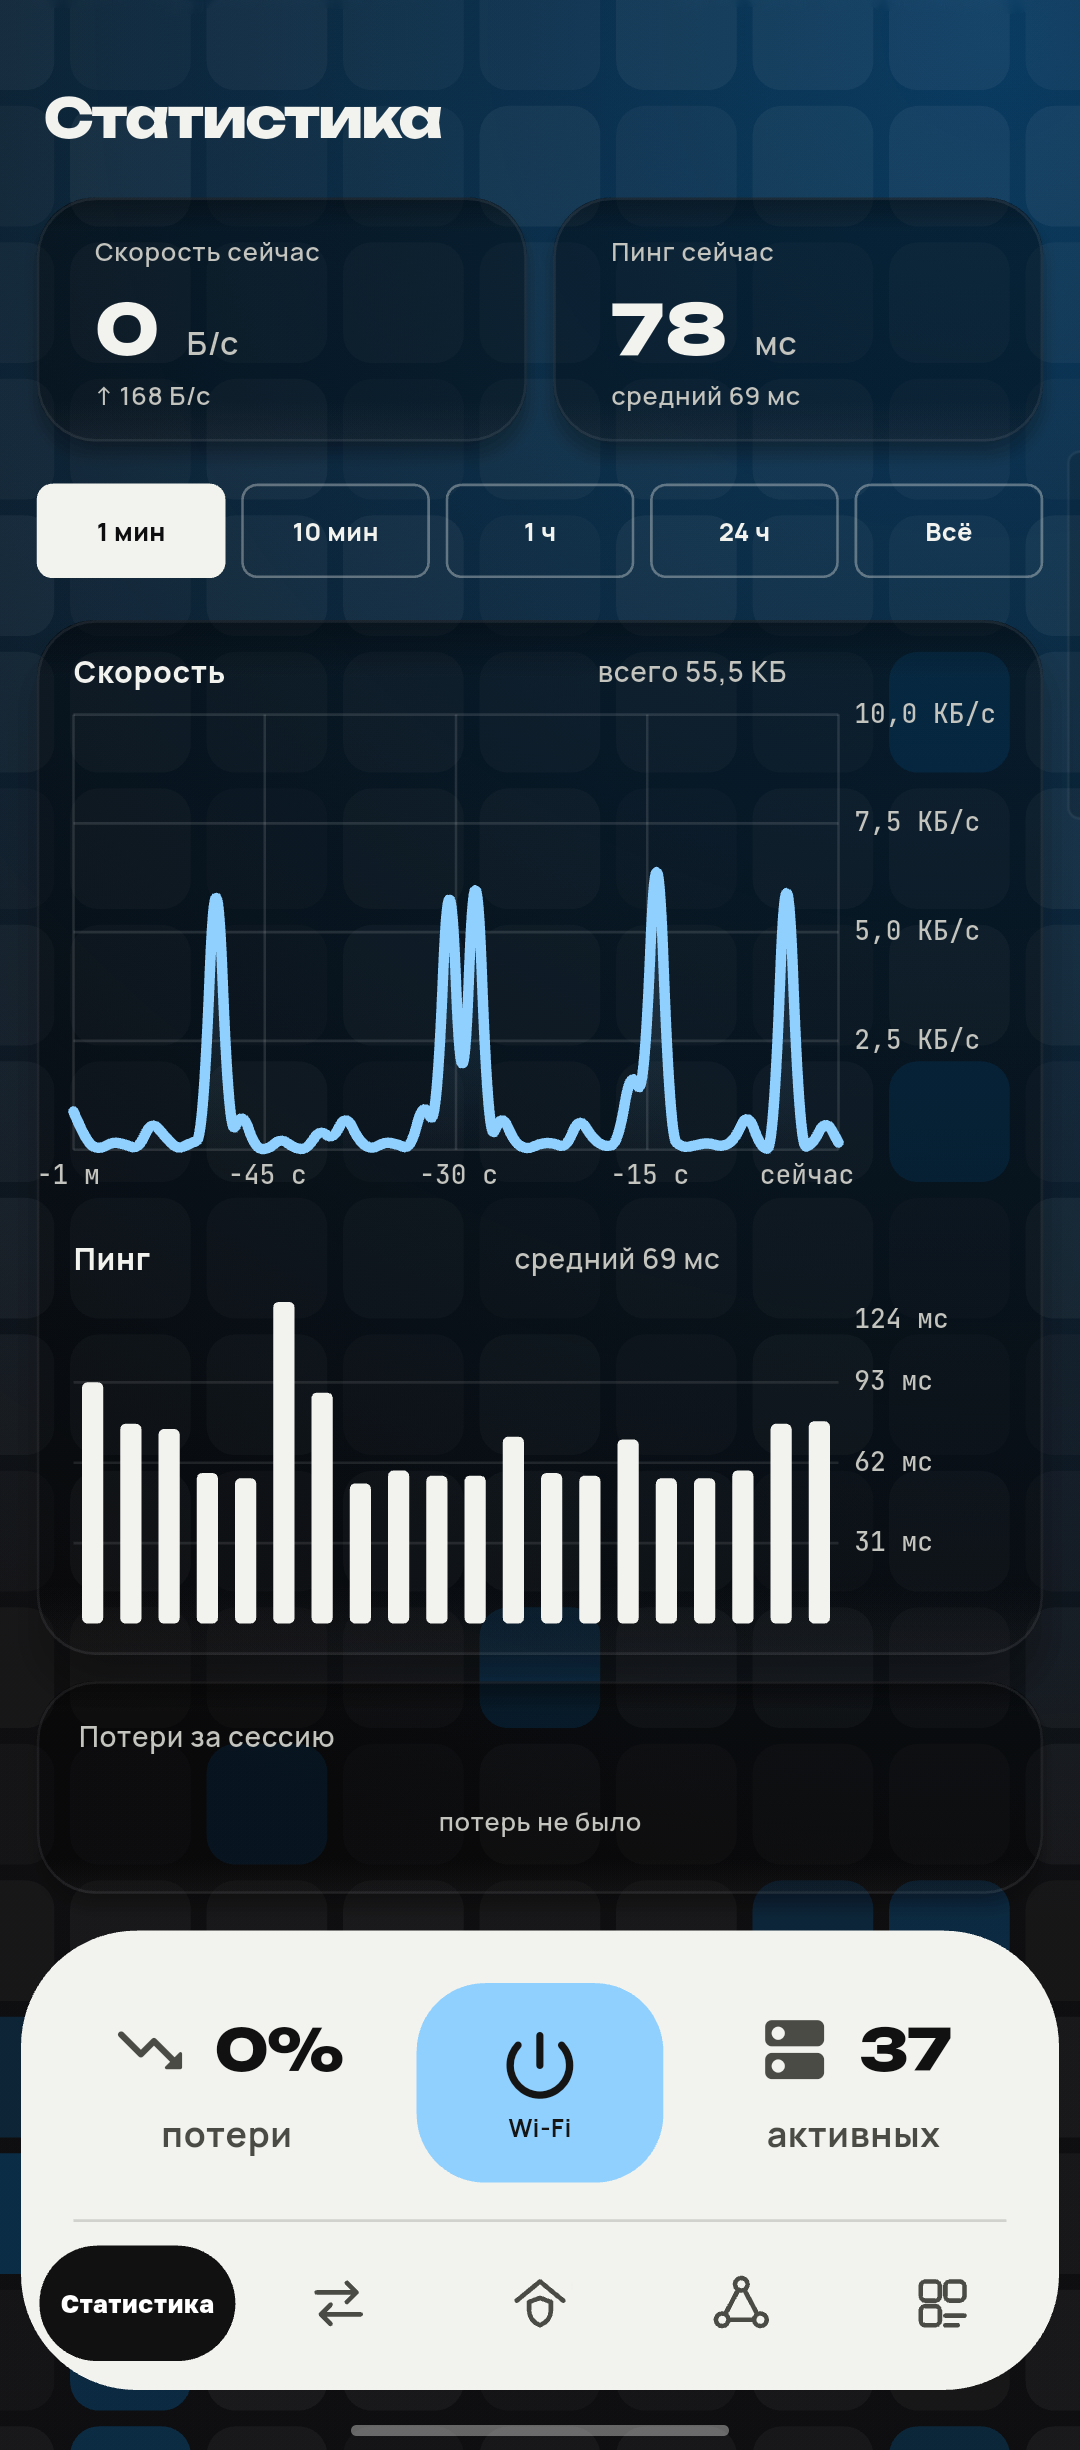 Статистика
Скорость сейчас
0 Б/с
↑ 168 Б/с
Пинг сейчас
78 мс
средний 69 мс
1 мин
10 мин
1 ч
24 ч
Всё
Скорость
всего 55,5 КБ
10,0 КБ/с
7,5 КБ/с
5,0 КБ/с
2,5 КБ/с
-1 м
-45 с
-30 с
-15 с
сейчас
Пинг
средний 69 мс
124 мс
93 мс
62 мс
31 мс
Потери за сессию
потерь не было
0%
потери
Wi-Fi
37
активных
Статистика